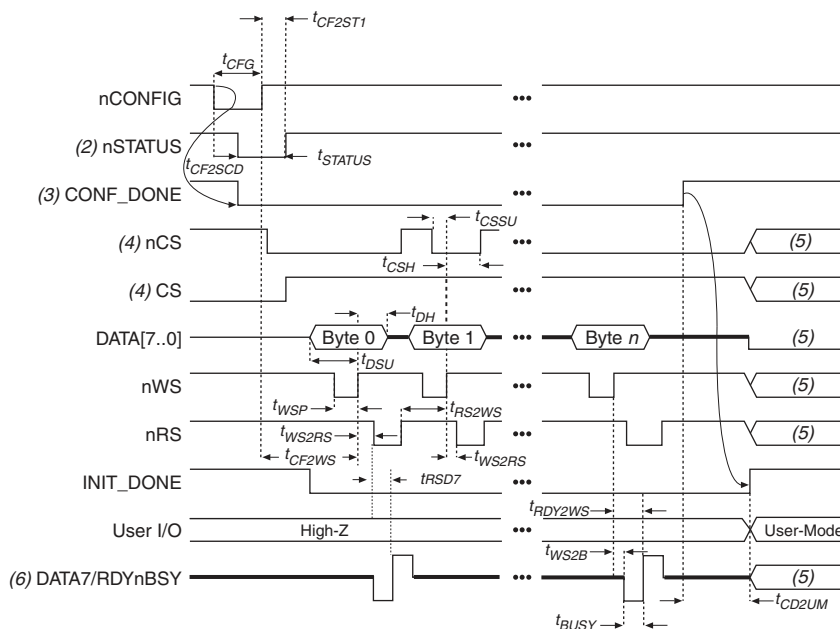 tCF2ST1
tCFG
nCONFIG
(2) nSTATUS
tSTATUS
tCF2SCD
(3) CONF_DONE
tCSSU
(4) nCS
tCSH
(4) CS
tDH
DATA[7..0] Byte 0 Byte 1 Byte n (5)
tDSU
nWS (5)
tWSP tRS2WS
nRS (5)
tWS2RS tWS2RS
tCF2WS
INIT_DONE tRSD7
tRDY2WS
User I/O High-Z User-Mode
tWS2B
(6) DATA7/RDYnBSY (5)
tCD2UM
tBUSY
(5)
(5)
••• ••• ••• ••• ••• ••• ••• ••• ••• ••• •••